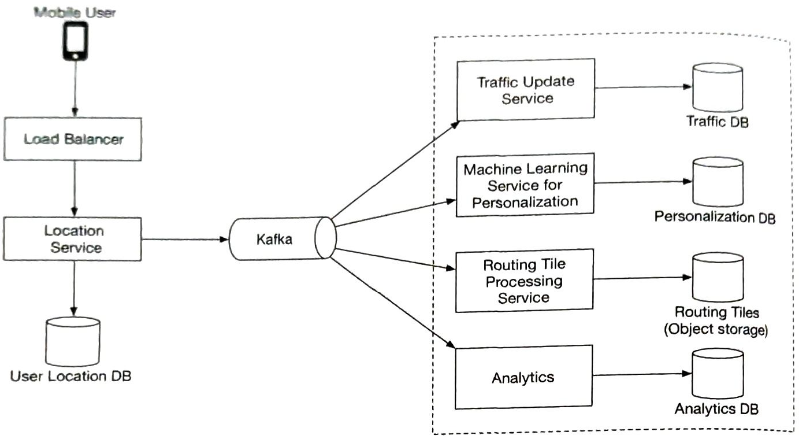 Mobile User
Load Balancer
Location
Service
User Location DB
Kafka
Traffic Update
Service
Traffic DB
Machine Learning
Service for
Personalization
Personalization DB
Routing Tile
Processing
Service
Routing Tiles
(Object storage)
Analytics
Analytics DB